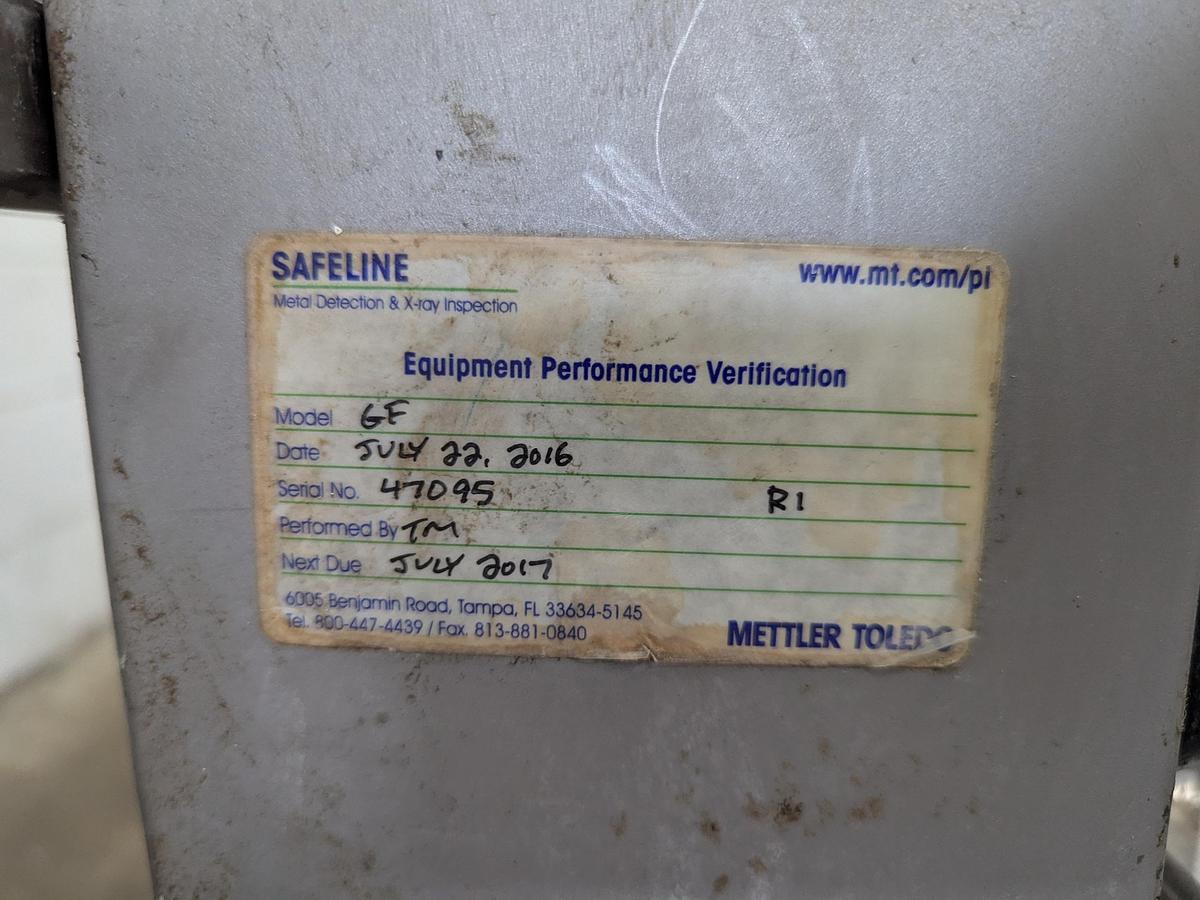 SAFELINE
www.mt.com/pi
Metal Detection & X-ray Inspection
Equipment Performance Verification
Model GF
Date JULY 22, 2016
Serial No. 47095 R1
Performed By TM
Next Due JULY 2017
6005 Benjamin Road, Tampa, FL 33634-5145
Tel. 800-447-4439 / Fax. 813-881-0840
METTLER TOLEDO